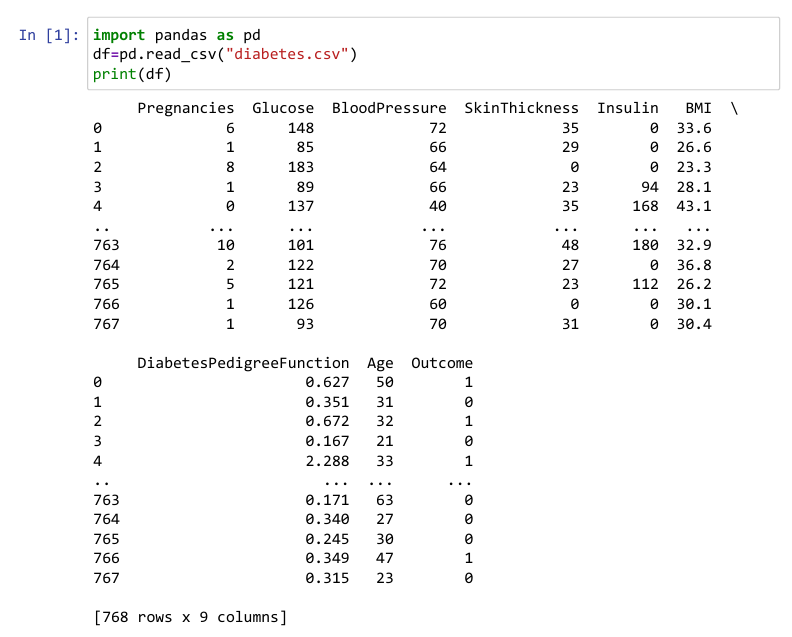 In [1]: import pandas as pd
df=pd.read_csv("diabetes.csv")
print(df)
Pregnancies Glucose BloodPressure SkinThickness Insulin BMI \
0 6 148 72 35 0 33.6
1 1 85 66 29 0 26.6
2 8 183 64 0 0 23.3
3 1 89 66 23 94 28.1
4 0 137 40 35 168 43.1
.. ... ... ... ... ... ...
763 10 101 76 48 180 32.9
764 2 122 70 27 0 36.8
765 5 121 72 23 112 26.2
766 1 126 60 0 0 30.1
767 1 93 70 31 0 30.4
DiabetesPedigreeFunction Age Outcome
0 0.627 50 1
1 0.351 31 0
2 0.672 32 1
3 0.167 21 0
4 2.288 33 1
.. ... ... ...
763 0.171 63 0
764 0.340 27 0
765 0.245 30 0
766 0.349 47 1
767 0.315 23 0
[768 rows x 9 columns]